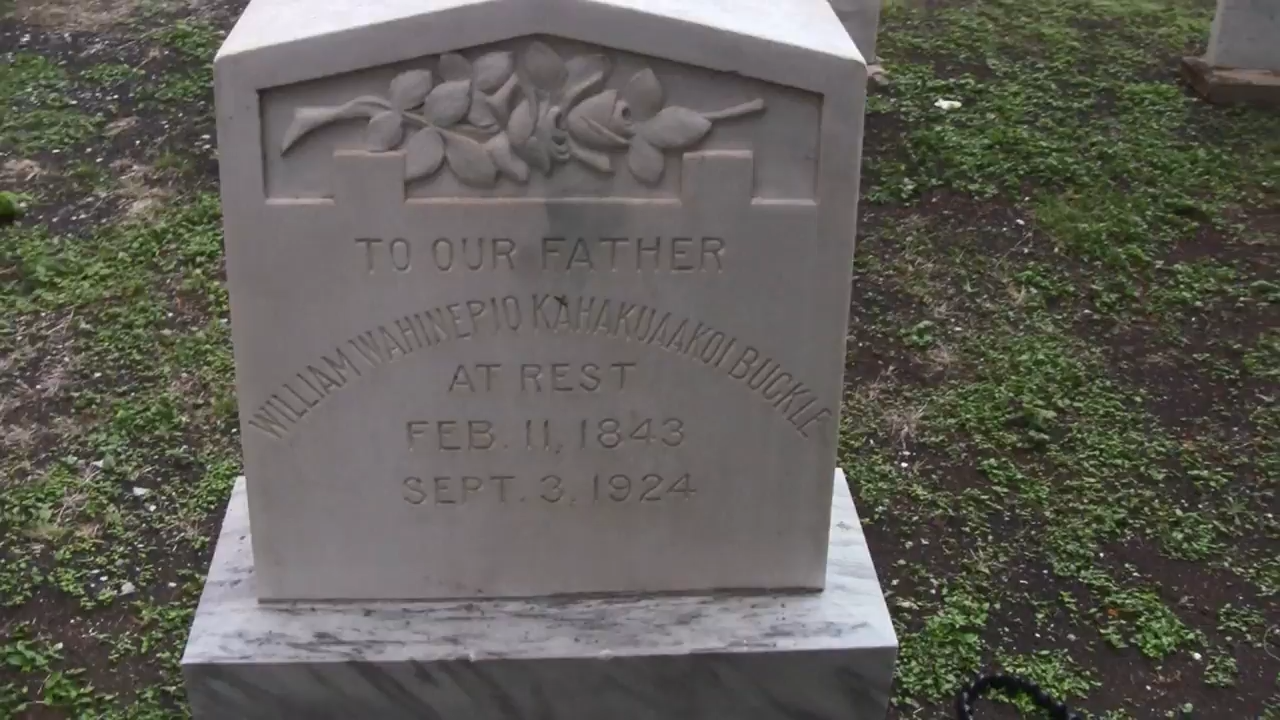 TO OUR FATHER
WILLIAM WAHINEPIO KAHAKUAAKOI BUCKLE
AT REST
FEB. 11, 1843
SEPT. 3, 1924